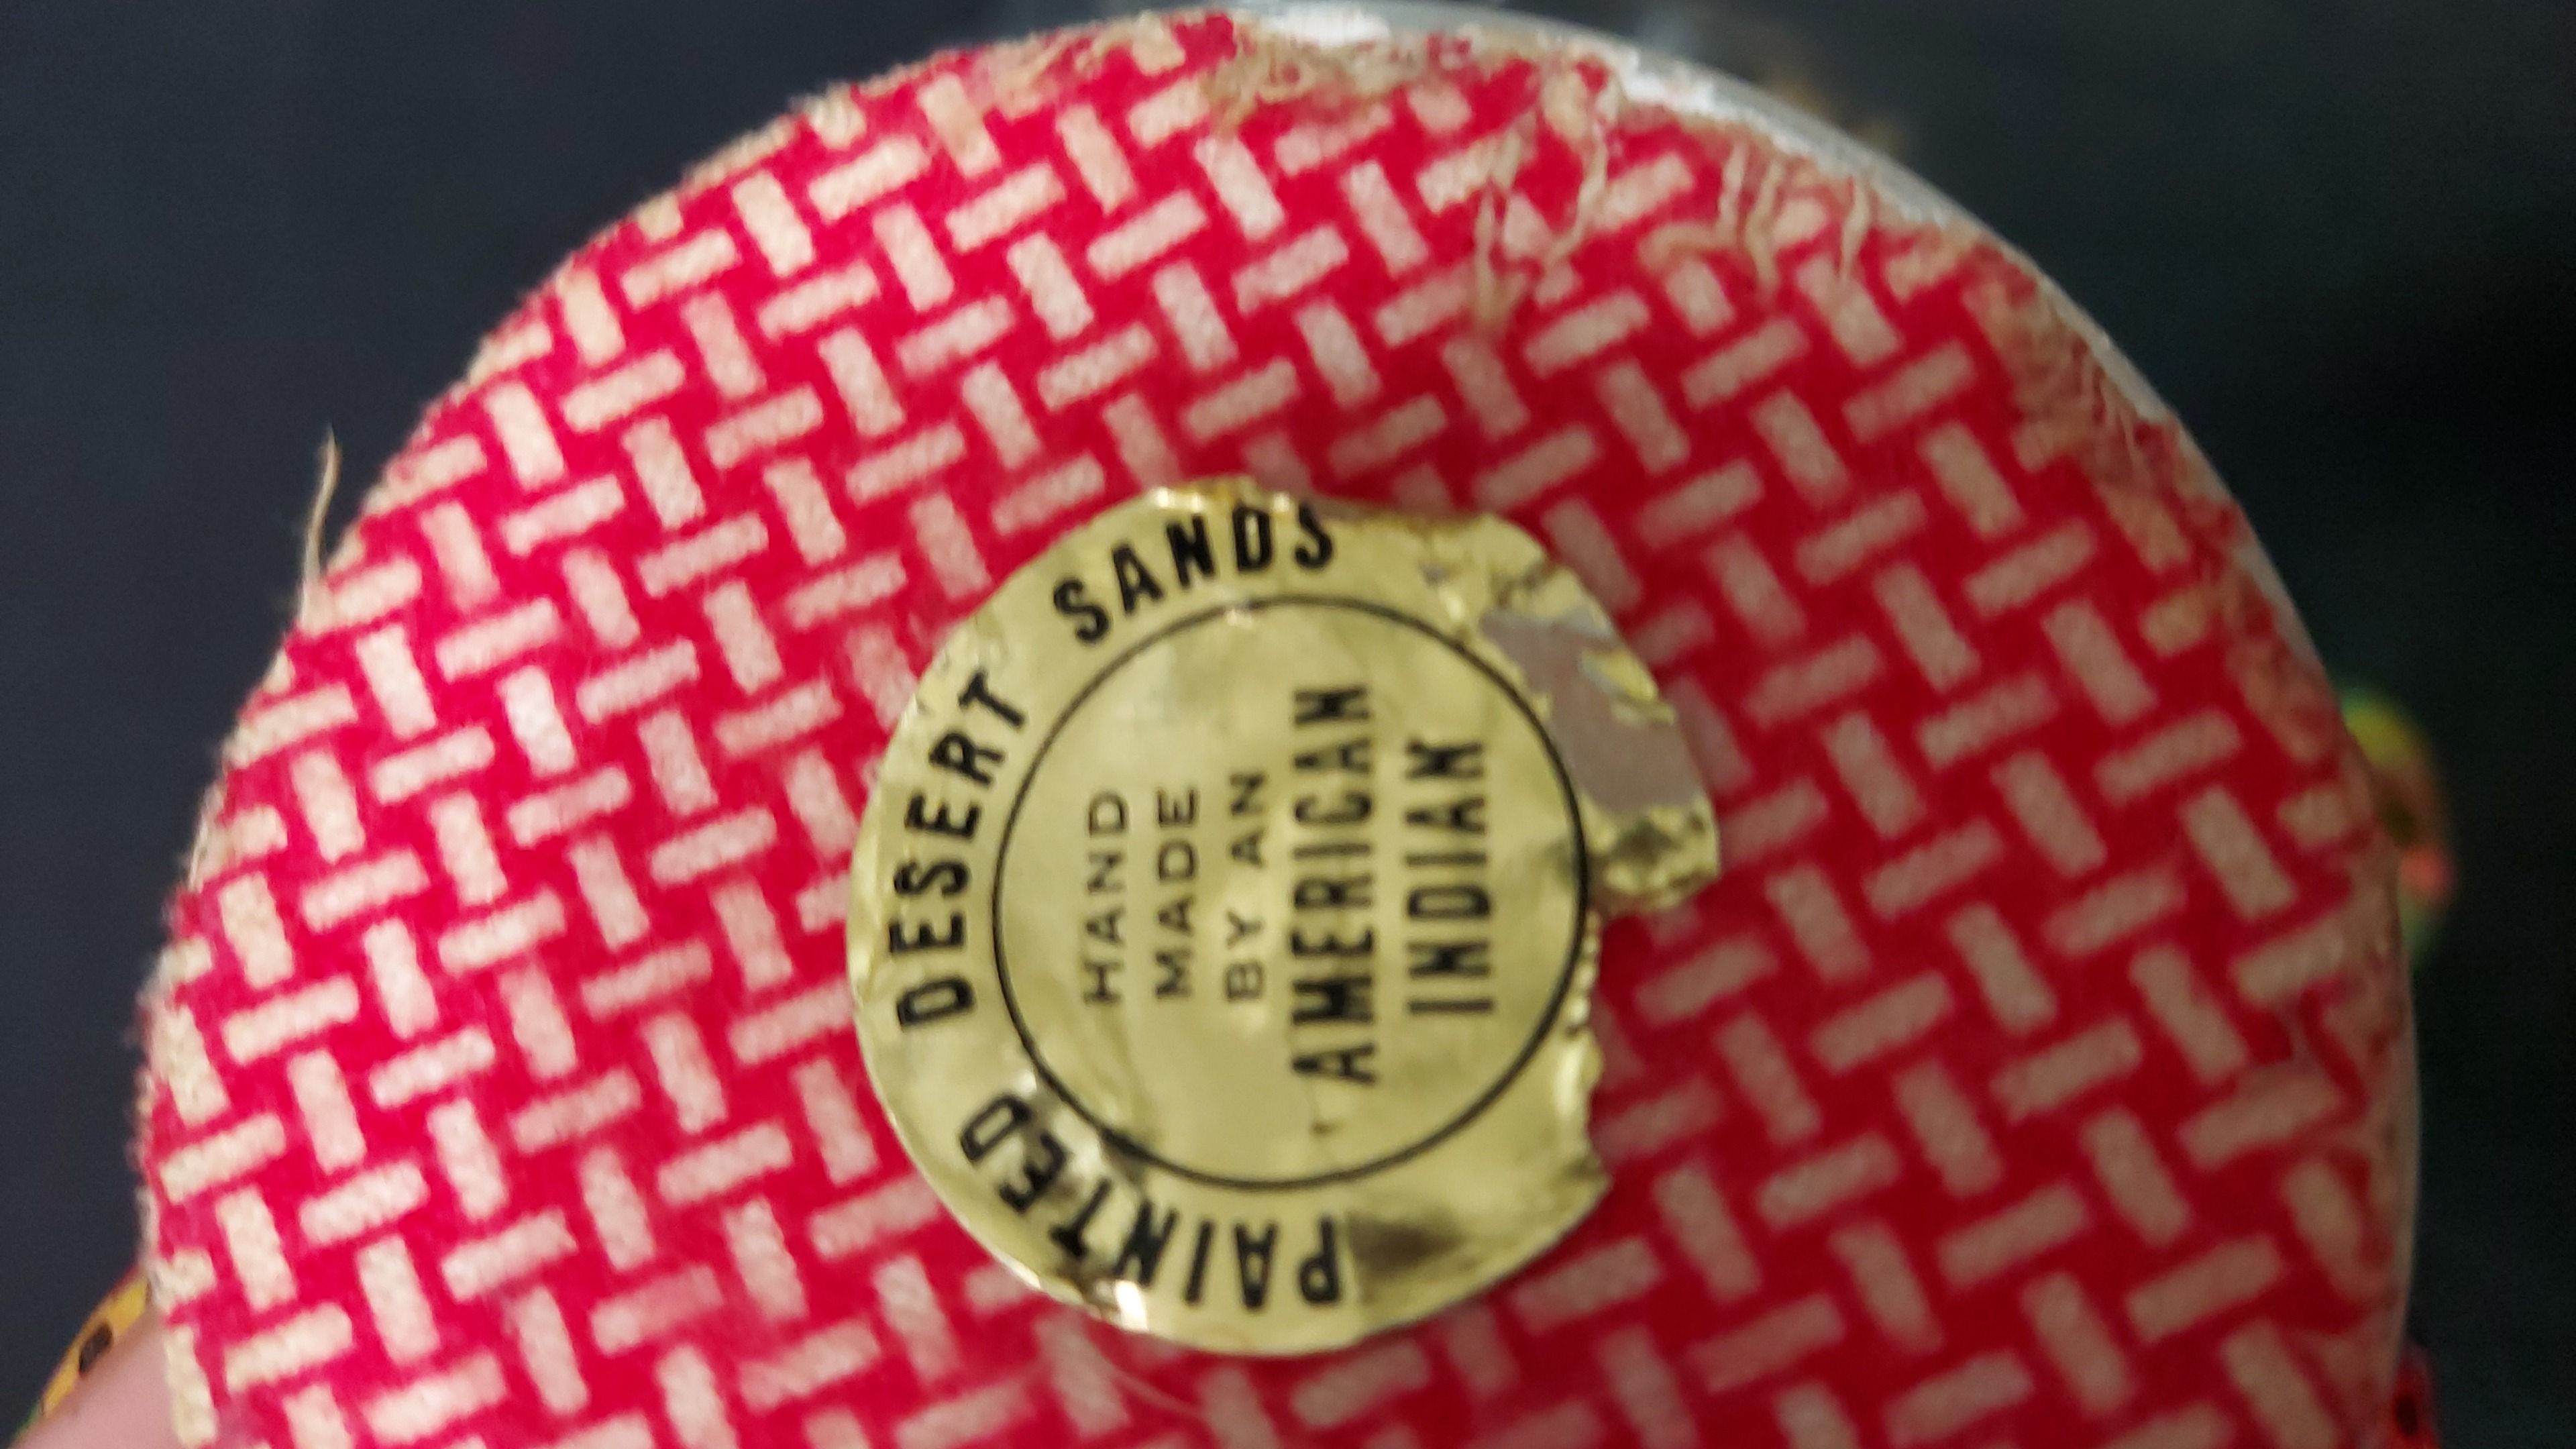 PAINTED DESERT SANDS
HAND
MADE
BY AN
AMERICAN
INDIAN